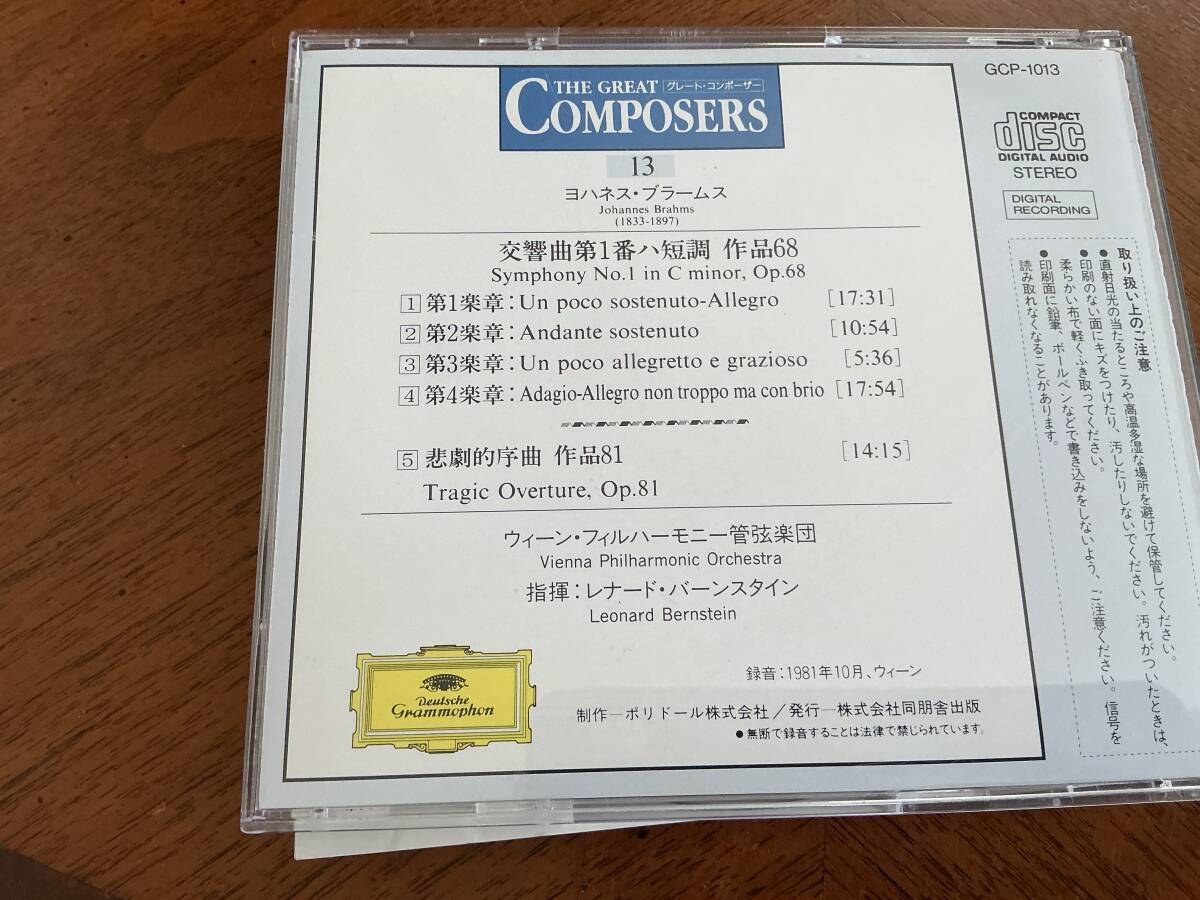 THE GREAT グレート・コンポーザー
COMPOSERS
13
ヨハネス・ブラームス
Johannes Brahms
(1833-1897)
交響曲第1番ハ短調 作品68
Symphony No.1 in C minor, Op.68
1 第1楽章：Un poco sostenuto-Allegro [17:31]
2 第2楽章：Andante sostenuto [10:54]
3 第3楽章：Un poco allegretto e grazioso [5:36]
4 第4楽章：Adagio-Allegro non troppo ma con brio [17:54]
5 悲劇的序曲 作品81 [14:15]
Tragic Overture, Op.81
ウィーン・フィルハーモニー管弦楽団
Vienna Philharmonic Orchestra
指揮：レナード・バーンスタイン
Leonard Bernstein
Deutsche
Grammophon
録音：1981年10月、ウィーン
制作—ポリドール株式会社／発行—株式会社同朋舎出版
●無断で録音することは法律で禁じられています。
GCP-1013
COMPACT
disc
DIGITAL AUDIO
STEREO
DIGITAL
RECORDING
取り扱い上のご注意
●直射日光の当たるところや高温多湿な場所を避けて保管してください。
●印刷のない面にキズをつけたり、汚したりしないでください。汚れがついたときは、
柔らかい布で軽くふき取ってください。
●印刷面に鉛筆、ボールペンなどで書き込みをしないよう、ご注意ください。信号を
読み取れなくなることがあります。